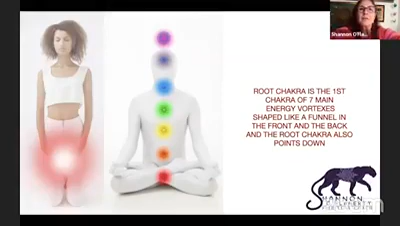 Shannon O'Fla...
ROOT CHAKRA IS THE 1ST
CHAKRA OF 7 MAIN
ENERGY VORTEXES
SHAPED LIKE A FUNNEL IN
THE FRONT AND THE BACK
AND THE ROOT CHAKRA ALSO
POINTS DOWN
SHANNON